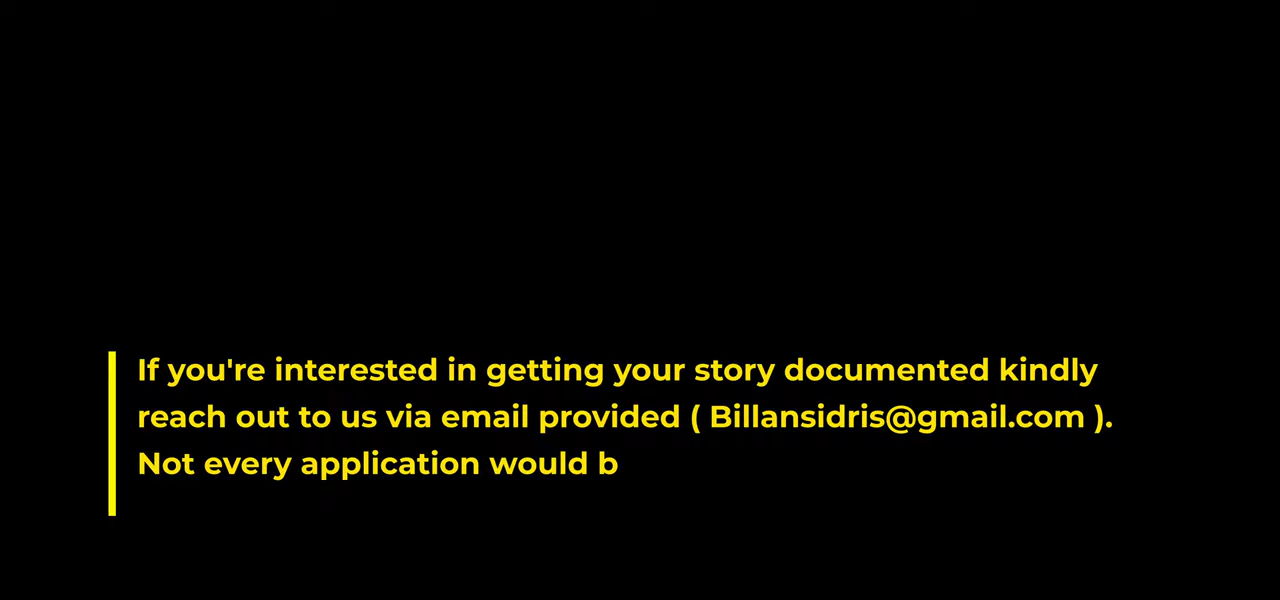 If you're interested in getting your story documented kindly
reach out to us via email provided ( Billansidris@gmail.com ).
Not every application would b